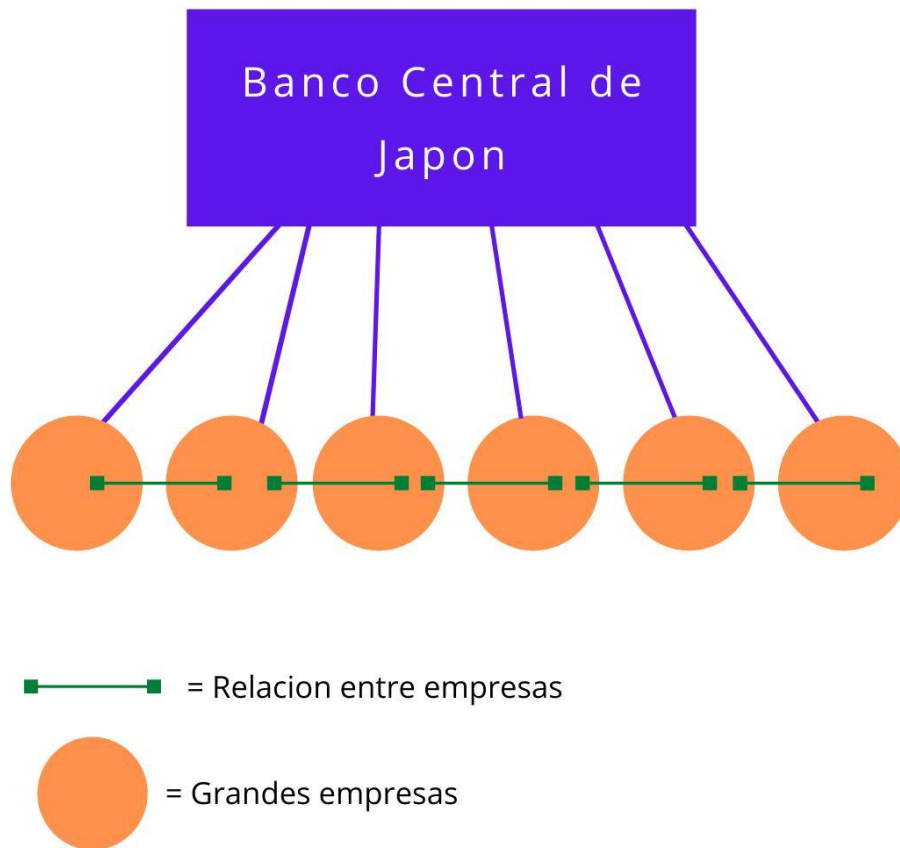 Banco Central de
Japon
= Relacion entre empresas
= Grandes empresas